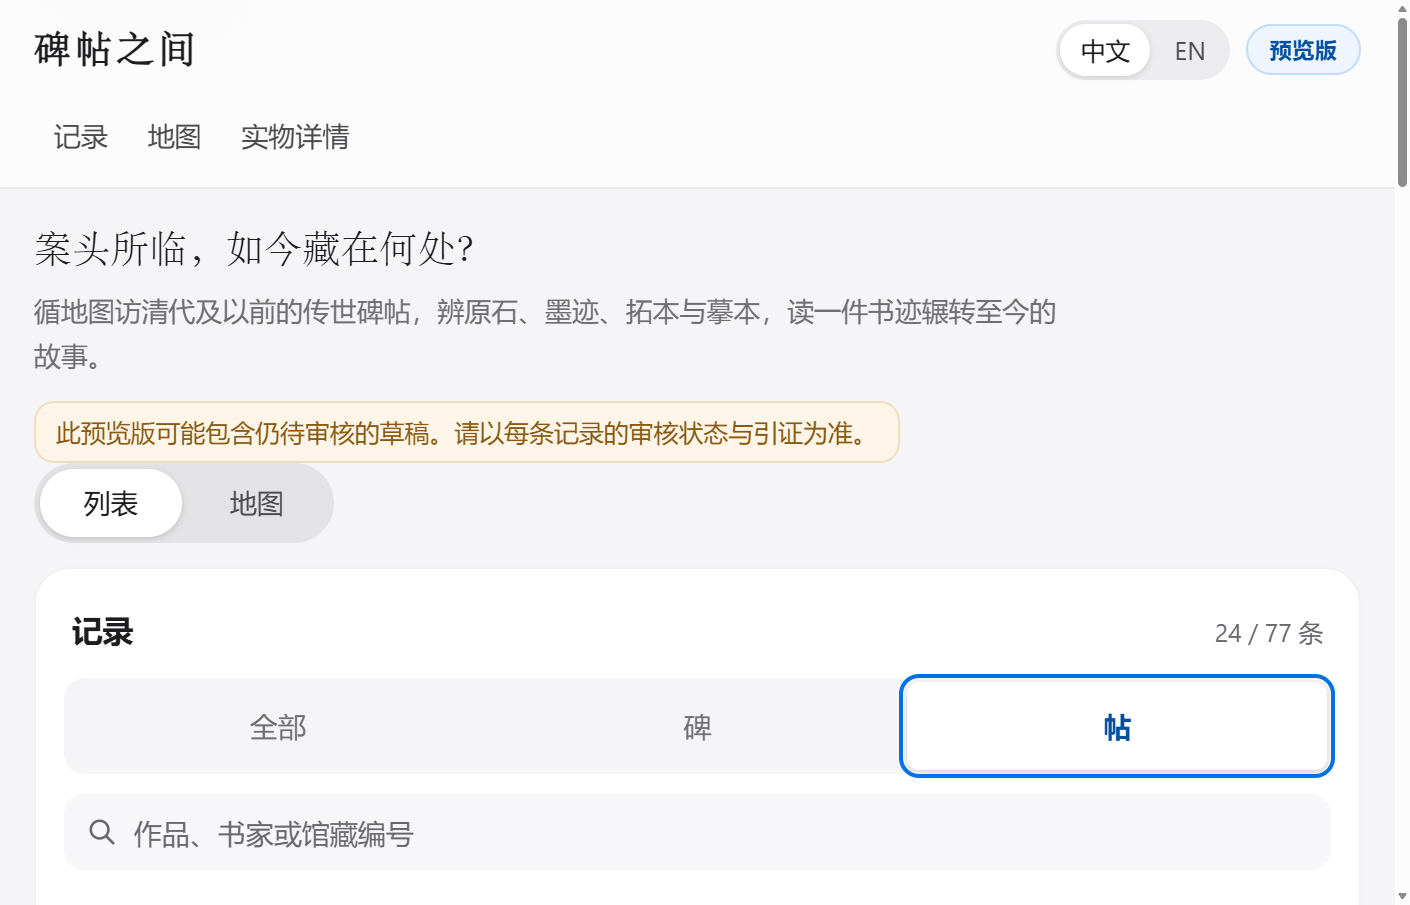 碑帖之间
中文 EN 预览版
记录 地图 实物详情
案头所临，如今藏在何处?
循地图访清代及以前的传世碑帖，辨原石、墨迹、拓本与摹本，读一件书迹辗转至今的
故事。
此预览版可能包含仍待审核的草稿。请以每条记录的审核状态与引证为准。
列表 地图
记录 24 / 77 条
全部 碑 帖
作品、书家或馆藏编号